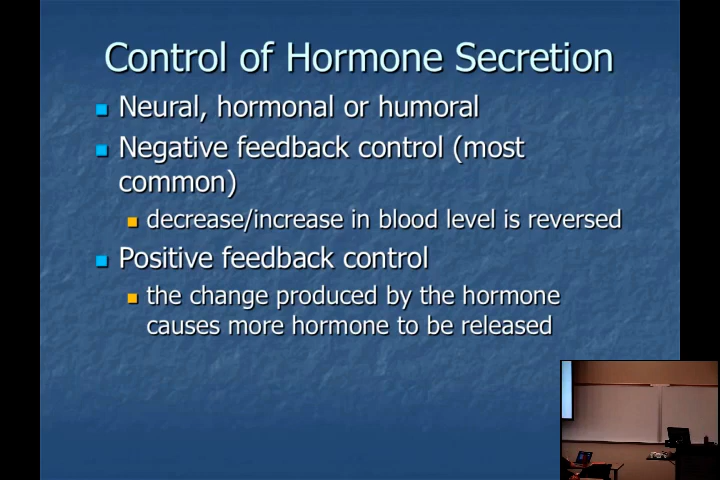 Control of Hormone Secretion
Neural, hormonal or humoral
Negative feedback control (most
common)
decrease/increase in blood level is reversed
Positive feedback control
the change produced by the hormone
causes more hormone to be released